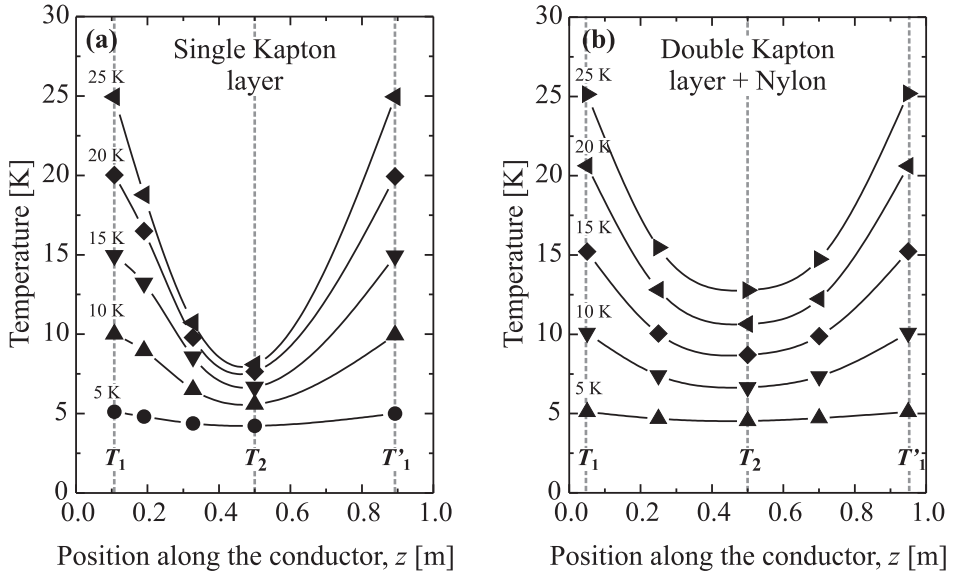 (a)
Single Kapton
layer
25 K
20 K
15 K
10 K
5 K
T1
T2
T'1
30
25
20
15
10
5
0
Temperature [K]
0.0 0.2 0.4 0.6 0.8 1.0
Position along the conductor, z [m]
(b)
Double Kapton
layer + Nylon
25 K
20 K
15 K
10 K
5 K
T1
T2
T'1
30
25
20
15
10
5
0
Temperature [K]
0.0 0.2 0.4 0.6 0.8 1.0
Position along the conductor, z [m]